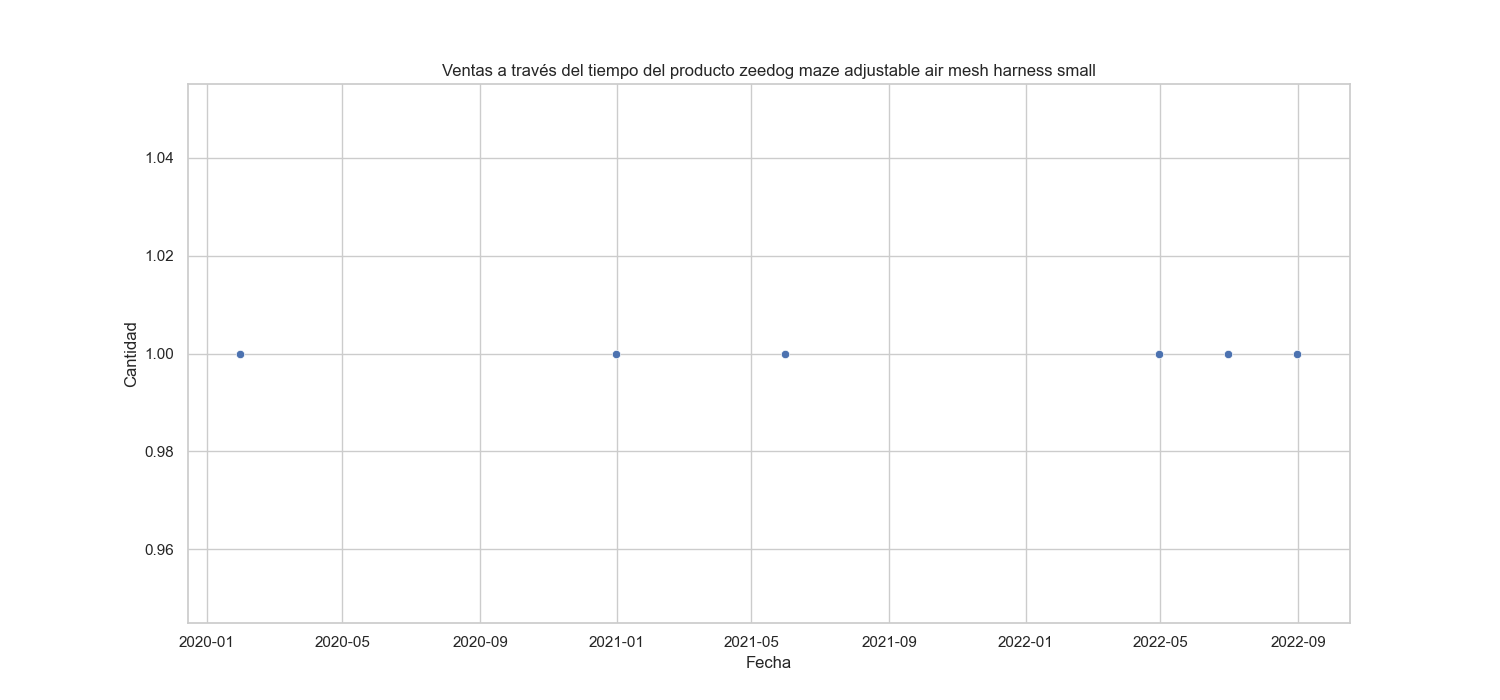 Ventas a través del tiempo del producto zeedog maze adjustable air mesh harness small
1.04
1.02
1.00
0.98
0.96
Cantidad
2020-01 2020-05 2020-09 2021-01 2021-05 2021-09 2022-01 2022-05 2022-09
Fecha